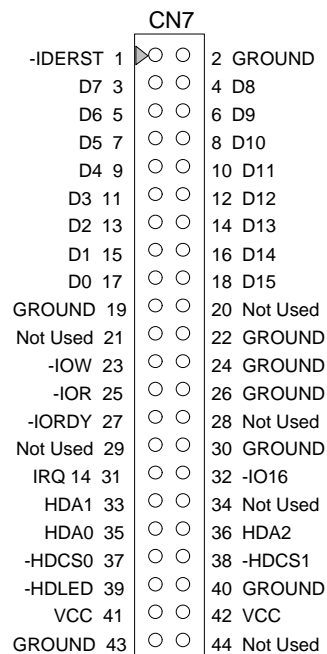 CN7
-IDERST 1 2 GROUND
D7 3 4 D8
D6 5 6 D9
D5 7 8 D10
D4 9 10 D11
D3 11 12 D12
D2 13 14 D13
D1 15 16 D14
D0 17 18 D15
GROUND 19 20 Not Used
Not Used 21 22 GROUND
-IOW 23 24 GROUND
-IOR 25 26 GROUND
-IORDY 27 28 Not Used
Not Used 29 30 GROUND
IRQ 14 31 32 -IO16
HDA1 33 34 Not Used
HDA0 35 36 HDA2
-HDCS0 37 38 -HDCS1
-HDLED 39 40 GROUND
VCC 41 42 VCC
GROUND 43 44 Not Used